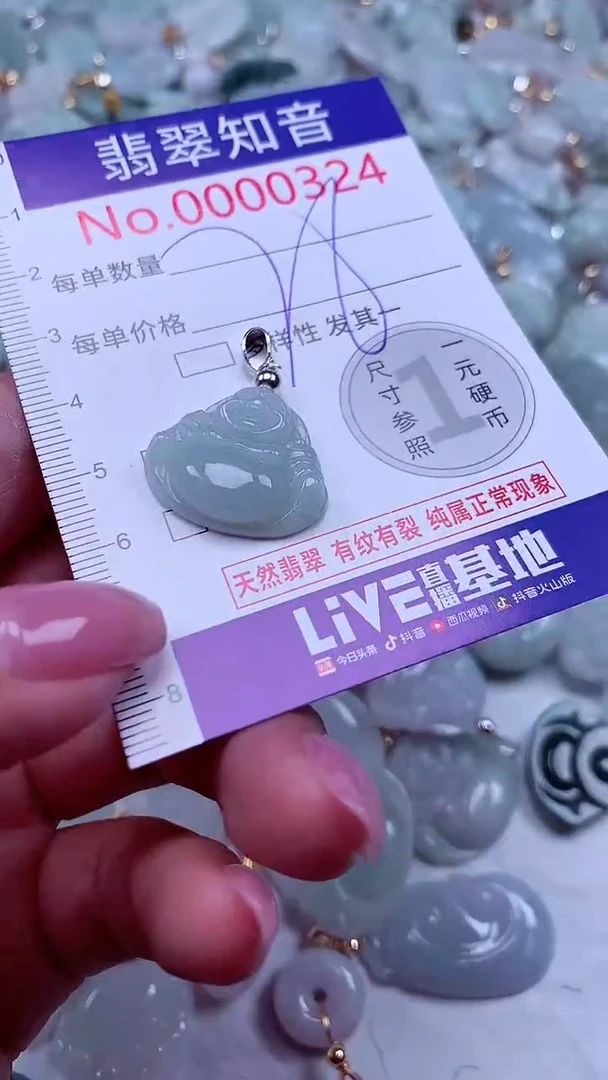 翡翠知音
No.0000324
1
2
每单数量
3
每单价格
样性 发其一
4
5
6
8
1
一元硬币
尺寸参照
天然翡翠 有纹有裂 纯属正常现象
LiVE直播基地
今日头条 抖音 西瓜视频 抖音火山版